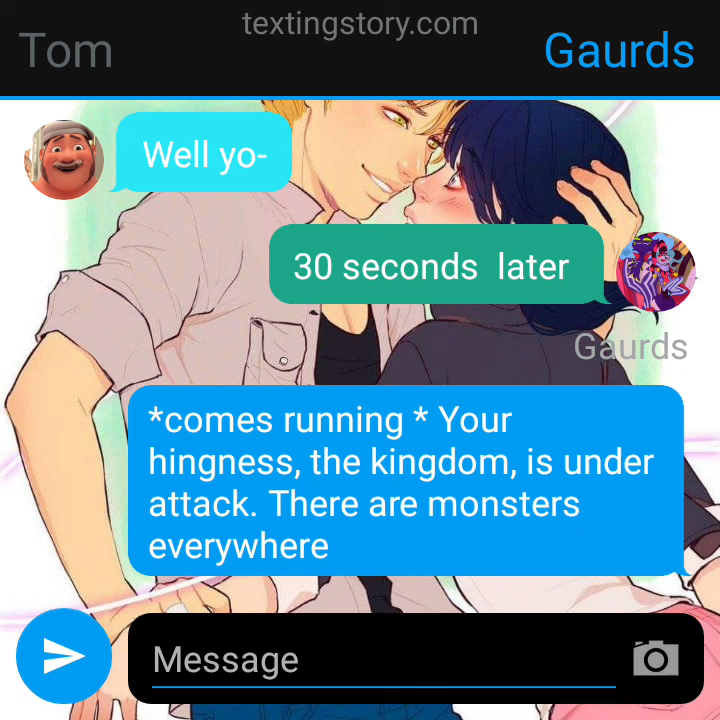 textingstory.com
Tom
Gaurds
Well yo-
30 seconds later
Gaurds
*comes running * Your
hingness, the kingdom, is under
attack. There are monsters
everywhere
Message